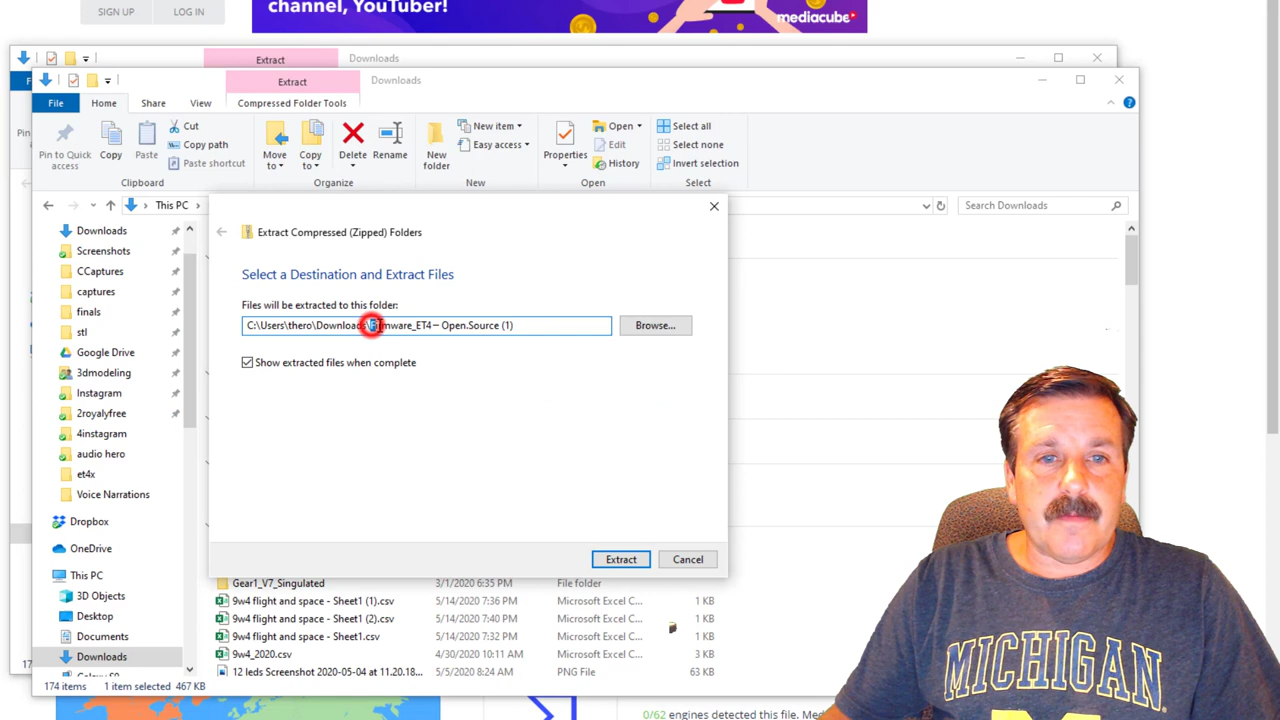 SIGN UP
LOG IN
channel, YouTuber!
mediacube
Extract
Downloads
Extract
Downloads
File
Home
Share
View
Compressed Folder Tools
Pin to Quick access
Copy
Paste
Cut
Copy path
Paste shortcut
Clipboard
Move to
Copy to
Delete
Rename
Organize
New folder
New item
Easy access
New
Properties
Open
Edit
History
Open
Select all
Select none
Invert selection
Select
This PC
Search Downloads
Downloads
Screenshots
CCaptures
captures
finals
stl
Google Drive
3dmodeling
Instagram
2royalyfree
4instagram
audio hero
et4x
Voice Narrations
Dropbox
OneDrive
This PC
3D Objects
Desktop
Documents
Downloads
Extract Compressed (Zipped) Folders
Select a Destination and Extract Files
Files will be extracted to this folder:
C:\Users\thero\Downloads\Firmware_ET4– Open.Source (1)
Browse...
Show extracted files when complete
Extract
Cancel
Gear1_V7_Singulated 3/1/2020 6:35 PM File folder
9w4 flight and space - Sheet1 (1).csv 5/14/2020 7:36 PM Microsoft Excel C... 1 KB
9w4 flight and space - Sheet1 (2).csv 5/14/2020 7:40 PM Microsoft Excel C... 1 KB
9w4 flight and space - Sheet1.csv 5/14/2020 7:32 PM Microsoft Excel C... 1 KB
9w4_2020.csv 4/30/2020 10:11 AM Microsoft Excel C... 3 KB
12 leds Screenshot 2020-05-04 at 11.20.18... 5/5/2020 8:24 AM PNG File 63 KB
174 items 1 item selected 467 KB
0/62 engines detected this file.
MICHIGAN